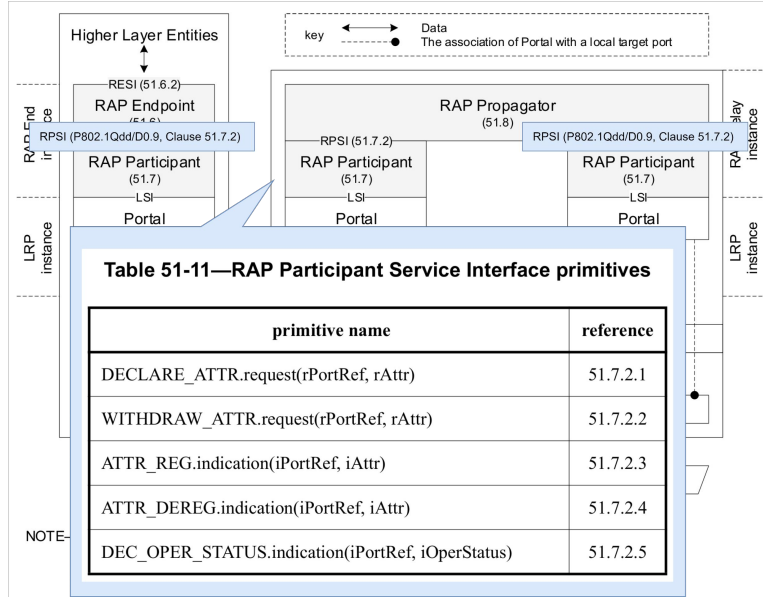 Higher Layer Entities
key
Data
The association of Portal with a local target port
RESI (51.6.2)
RAP Endpoint
(51.6)
RAP Propagator
(51.8)
RPSI (P802.1Qdd/D0.9, Clause 51.7.2)
RPSI (51.7.2)
RPSI (P802.1Qdd/D0.9, Clause 51.7.2)
RAP Participant
(51.7)
RAP Participant
(51.7)
RAP Participant
(51.7)
instance
LSI
LSI
LSI
Portal
Portal
Portal
LRP
instance
LRP
instance
Table 51-11—RAP Participant Service Interface primitives
primitive name reference
DECLARE_ATTR.request(rPortRef, rAttr) 51.7.2.1
WITHDRAW_ATTR.request(rPortRef, rAttr) 51.7.2.2
ATTR_REG.indication(iPortRef, iAttr) 51.7.2.3
ATTR_DEREG.indication(iPortRef, iAttr) 51.7.2.4
DEC_OPER_STATUS.indication(iPortRef, iOperStatus) 51.7.2.5
NOTE